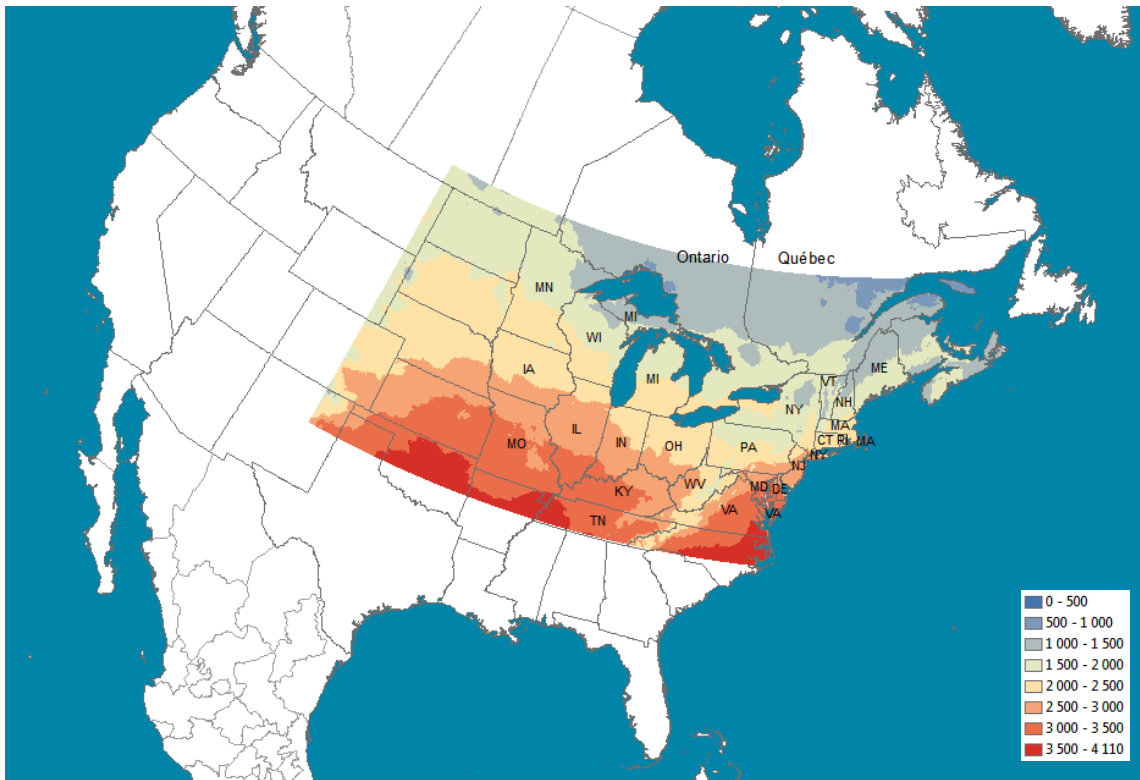 Ontario Québec
MN
MI
WI
ME
IA
MI
VT
NY
NH
MA
MO
IL
IN
OH
PA
CT RI
MA
NY
NJ
WV
MD DE
KY
VA
VA
TN
0 - 500
500 - 1 000
1 000 - 1 500
1 500 - 2 000
2 000 - 2 500
2 500 - 3 000
3 000 - 3 500
3 500 - 4 110